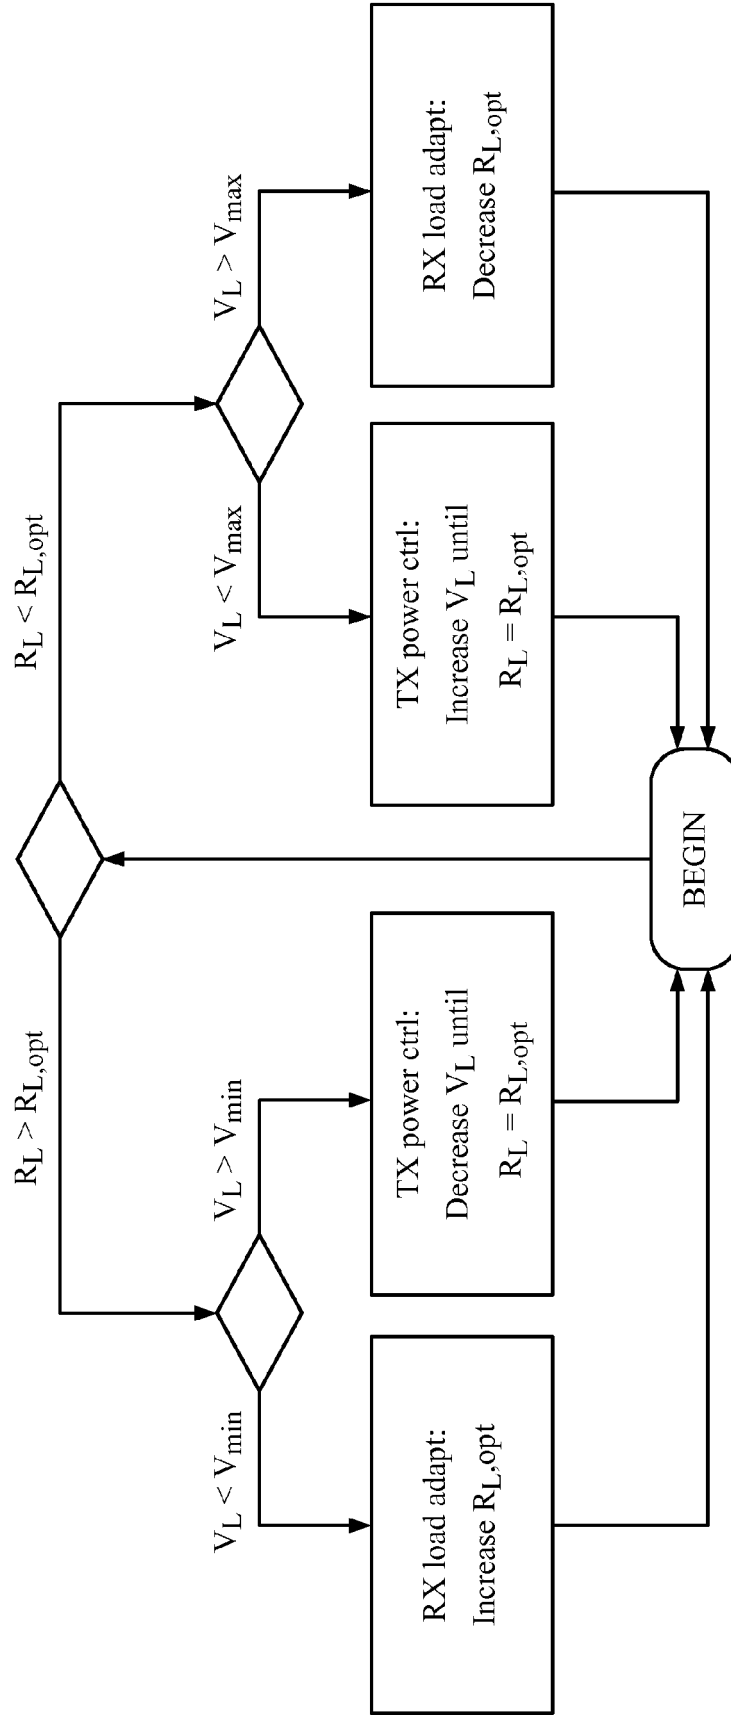 R_L > R_L,opt
R_L < R_L,opt
V_L < V_min
V_L > V_min
V_L < V_max
V_L > V_max
RX load adapt:
Increase R_L,opt
TX power ctrl:
Decrease V_L until
R_L = R_L,opt
TX power ctrl:
Increase V_L until
R_L = R_L,opt
RX load adapt:
Decrease R_L,opt
BEGIN